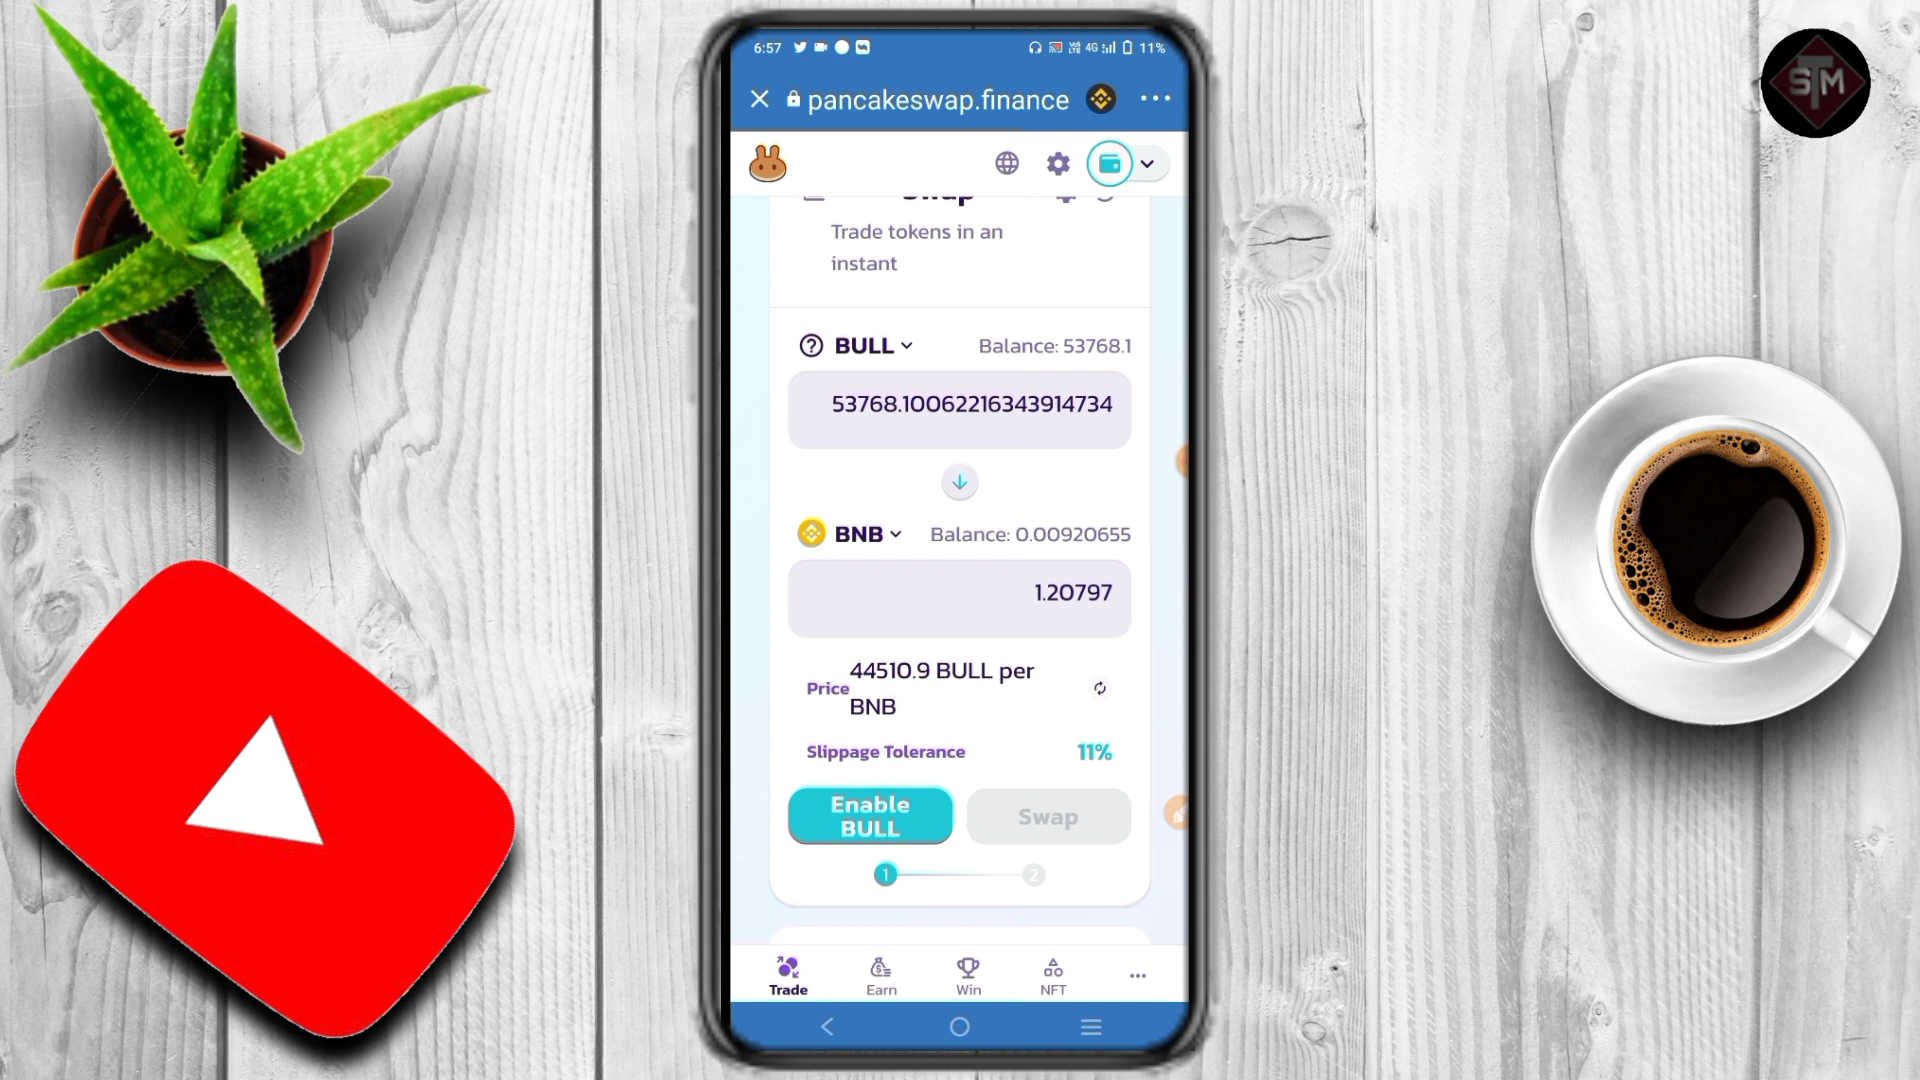 6:57
4G
11%
pancakeswap.finance
Swap
Trade tokens in an
instant
BULL
Balance: 53768.1
53768.10062216343914734
BNB
Balance: 0.00920655
1.20797
Price
44510.9 BULL per
BNB
Slippage Tolerance
11%
Enable
BULL
Swap
1
2
Trade
Earn
Win
NFT
STM